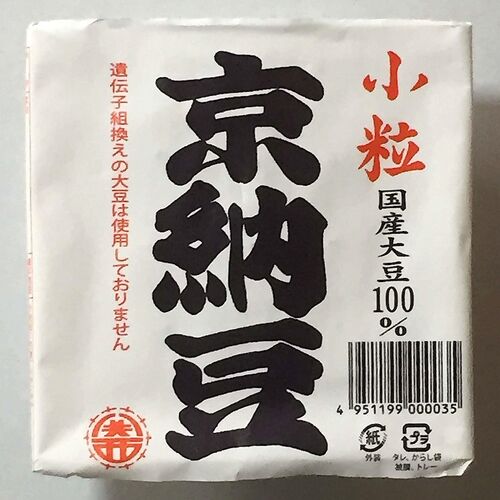 小粒
国産大豆100%
京納豆
遺伝子組換えの大豆は使用しておりません
4 951199 000035
紙
外装
プラ
タレ、からし袋
被膜、トレー